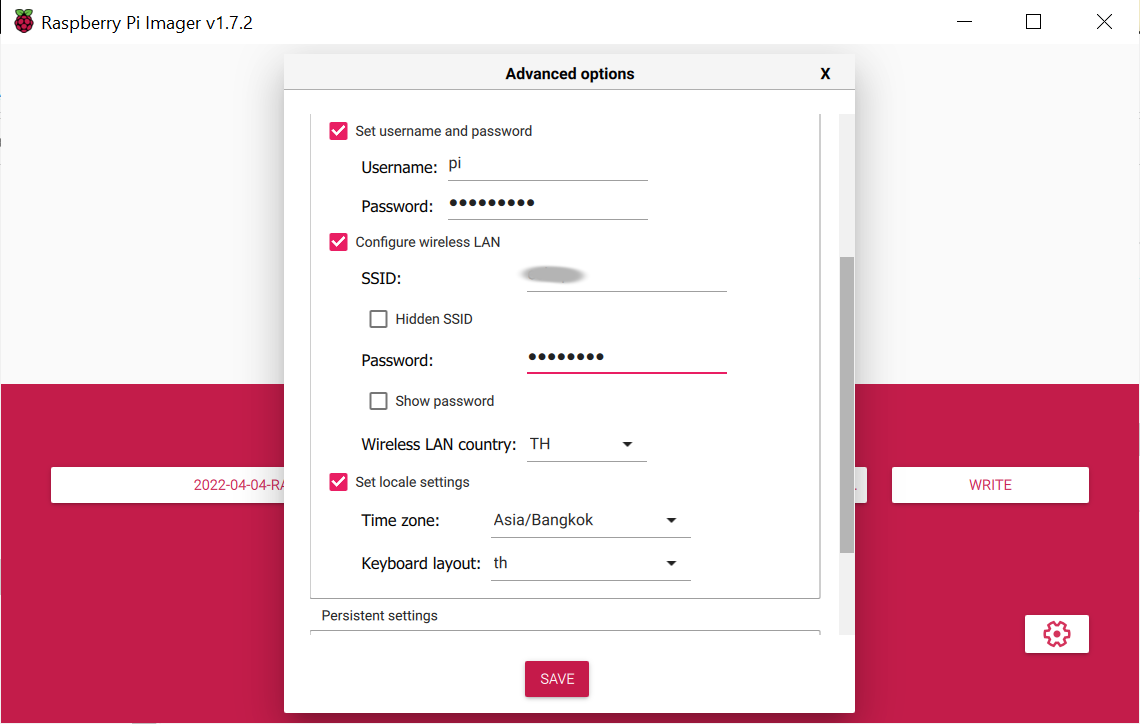 Raspberry Pi Imager v1.7.2
Advanced options X
Set username and password
Username: pi
Password: •••••••••
Configure wireless LAN
SSID:
Hidden SSID
Password: ••••••••
Show password
Wireless LAN country: TH
2022-04-04-RA
WRITE
Set locale settings
Time zone: Asia/Bangkok
Keyboard layout: th
Persistent settings
SAVE